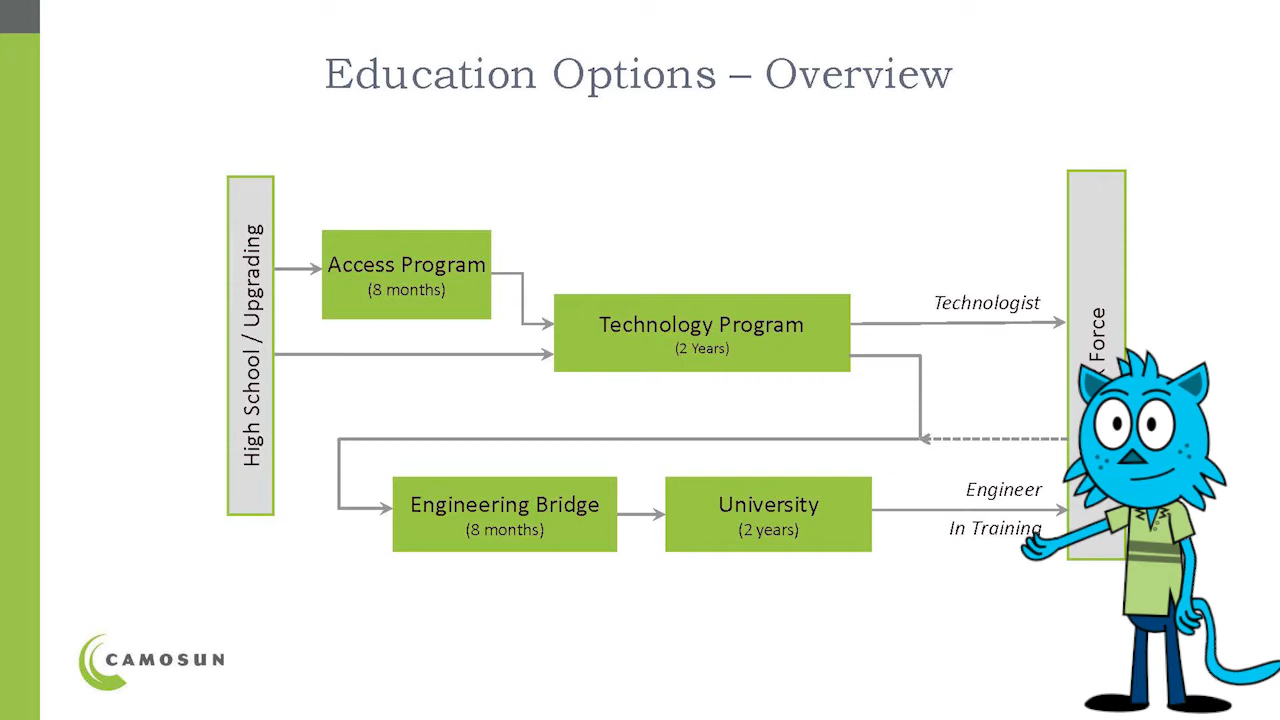 Education Options – Overview
High School / Upgrading
Access Program
(8 months)
Technology Program
(2 Years)
Technologist
Force
Engineering Bridge
(8 months)
University
(2 years)
Engineer
In Training
CAMOSUN